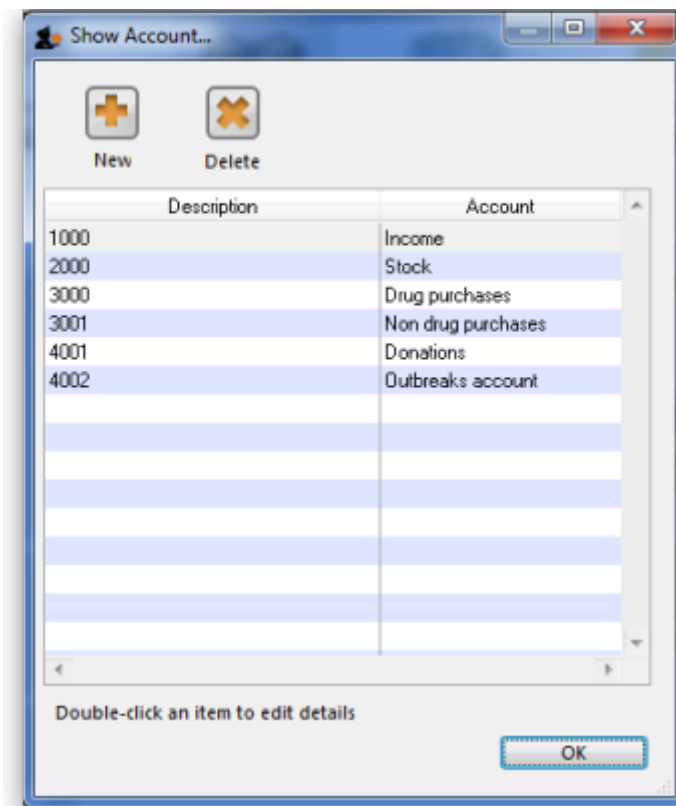 Show Account...
New Delete
Description Account
1000 Income
2000 Stock
3000 Drug purchases
3001 Non drug purchases
4001 Donations
4002 Outbreaks account
Double-click an item to edit details
OK